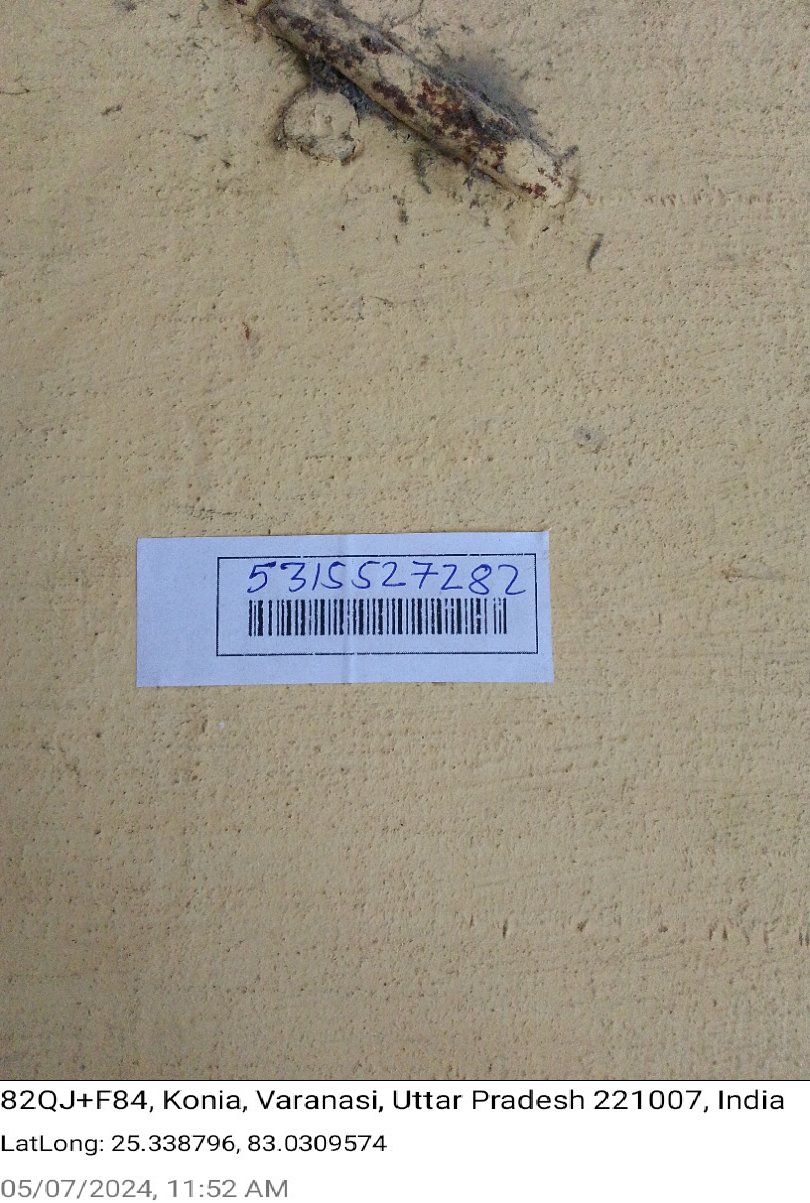 5315527282
82QJ+F84, Konia, Varanasi, Uttar Pradesh 221007, India
LatLong: 25.338796, 83.0309574
05/07/2024, 11:52 AM